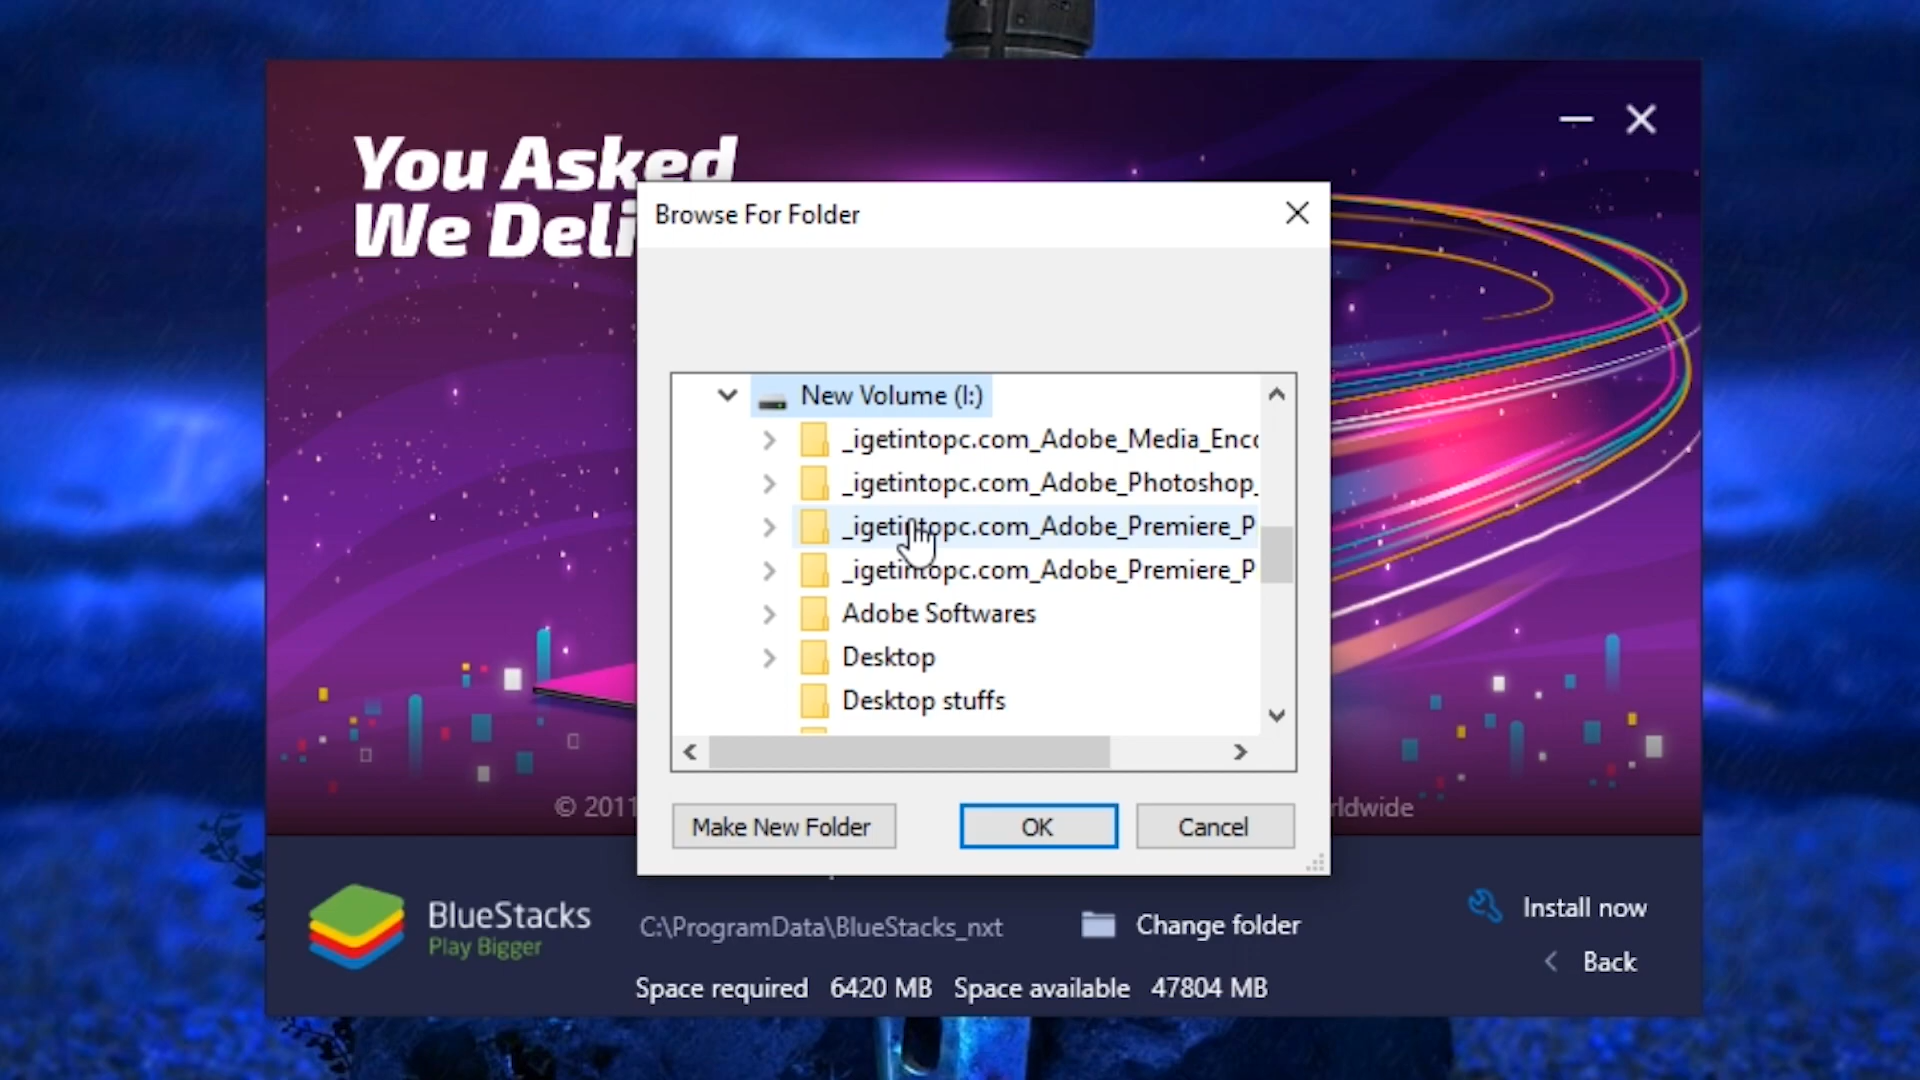 You Asked
We Deli
Browse For Folder
New Volume (I:)
_igetintopc.com_Adobe_Media_Enc
_igetintopc.com_Adobe_Photoshop_
_igetintopc.com_Adobe_Premiere_P
_igetintopc.com_Adobe_Premiere_P
Adobe Softwares
Desktop
Desktop stuffs
© 2011
rldwide
Make New Folder
OK
Cancel
BlueStacks
Play Bigger
C:\ProgramData\BlueStacks_nxt
Change folder
Install now
Back
Space required 6420 MB Space available 47804 MB